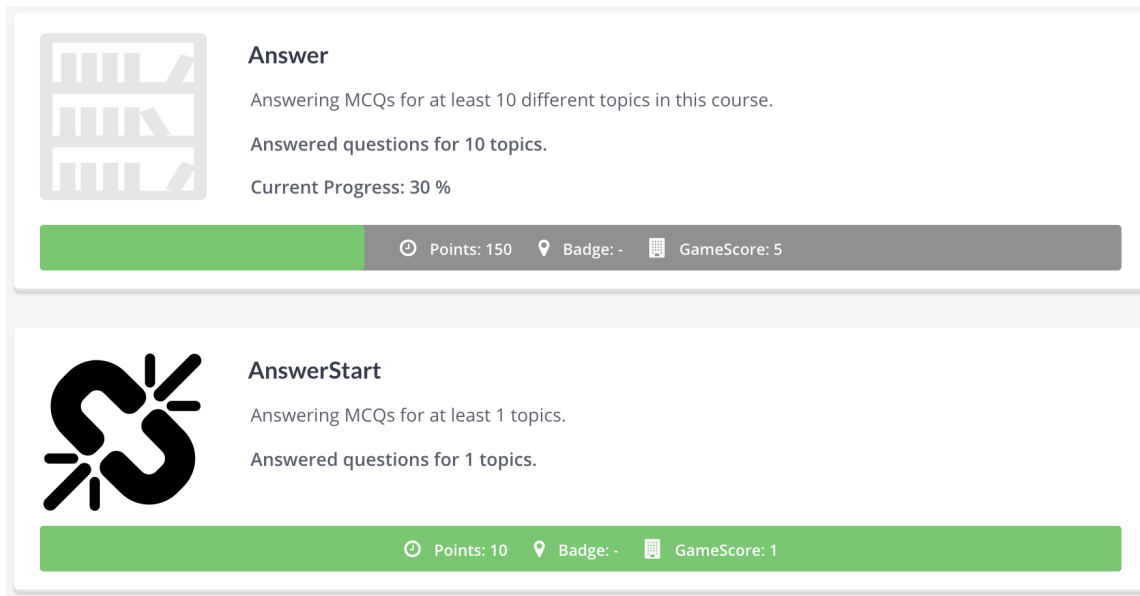 Answer
Answering MCQs for at least 10 different topics in this course.
Answered questions for 10 topics.
Current Progress: 30 %
Points: 150 Badge: - GameScore: 5
AnswerStart
Answering MCQs for at least 1 topics.
Answered questions for 1 topics.
Points: 10 Badge: - GameScore: 1